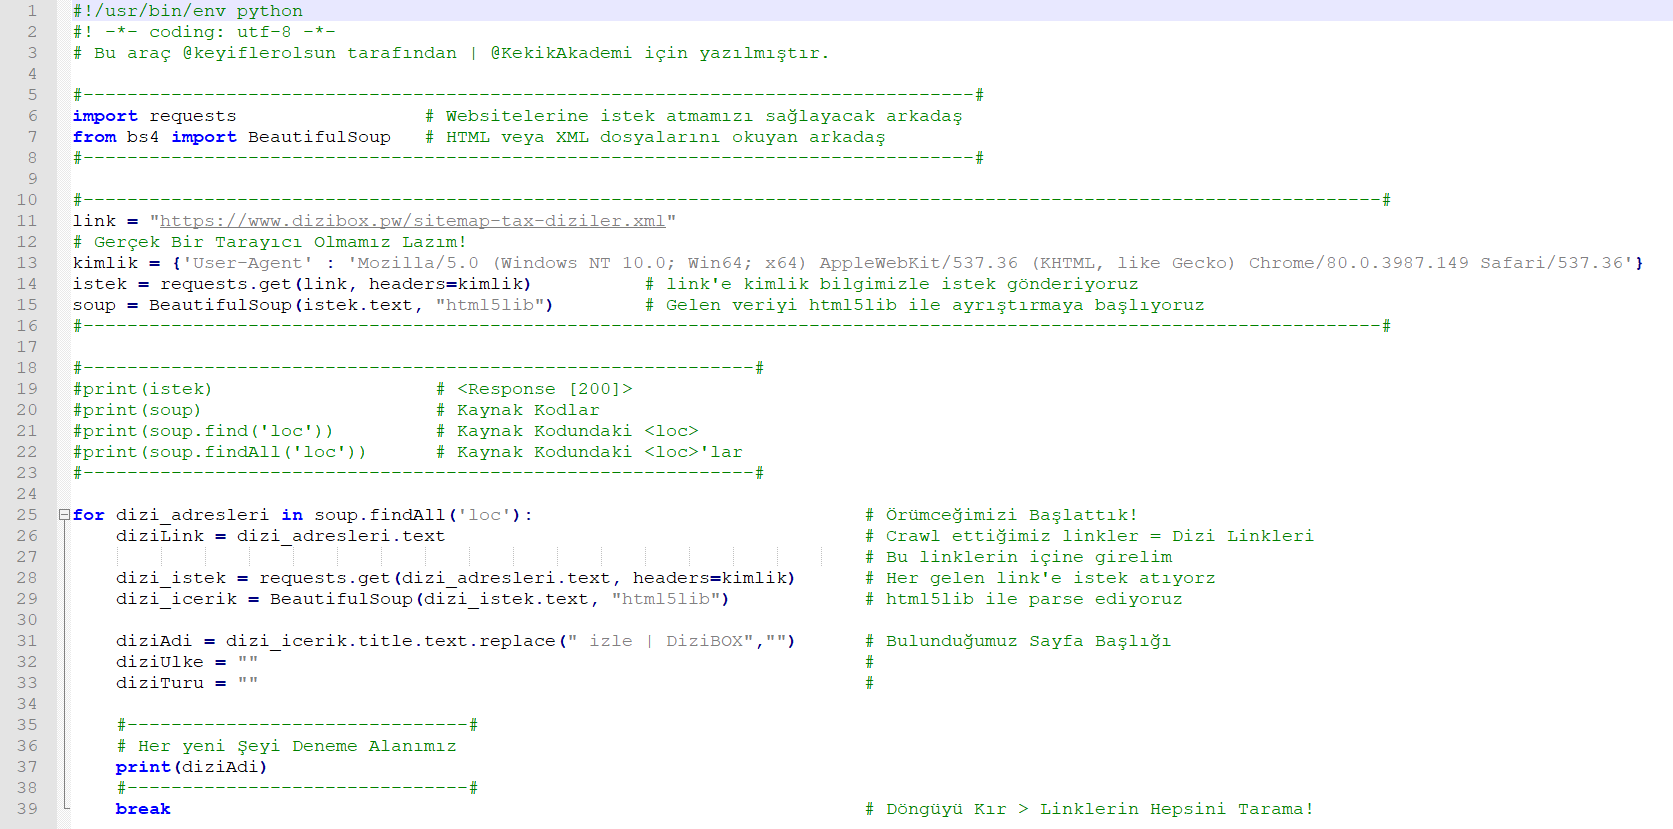 1 #!/usr/bin/env python
2 #! -*- coding: utf-8 -*-
3 # Bu araç @keyiflerolsun tarafından | @KekikAkademi için yazılmıştır.
4
5 #---------------------------------------------------------------------------------#
6 import requests                 # Websitelerine istek atmamızı sağlayacak arkadaş
7 from bs4 import BeautifulSoup   # HTML veya XML dosyalarını okuyan arkadaş
8 #---------------------------------------------------------------------------------#
9
10 #----------------------------------------------------------------------------------------------------------------------#
11 link = "https://www.dizibox.pw/sitemap-tax-diziler.xml"
12 # Gerçek Bir Tarayıcı Olmamız Lazım!
13 kimlik = {'User-Agent' : 'Mozilla/5.0 (Windows NT 10.0; Win64; x64) AppleWebKit/537.36 (KHTML, like Gecko) Chrome/80.0.3987.149 Safari/537.36'}
14 istek = requests.get(link, headers=kimlik)          # link'e kimlik bilgimizle istek gönderiyoruz
15 soup = BeautifulSoup(istek.text, "html5lib")        # Gelen veriyi html5lib ile ayrıştırmaya başlıyoruz
16 #----------------------------------------------------------------------------------------------------------------------#
17
18 #-------------------------------------------------------------#
19 #print(istek)                    # <Response [200]>
20 #print(soup)                     # Kaynak Kodlar
21 #print(soup.find('loc'))         # Kaynak Kodundaki <loc>
22 #print(soup.findAll('loc'))      # Kaynak Kodundaki <loc>'lar
23 #-------------------------------------------------------------#
24
25 for dizi_adresleri in soup.findAll('loc'):                              # Örümceğimizi Başlattık!
26     diziLink = dizi_adresleri.text                                      # Crawl ettiğimiz linkler = Dizi Linkleri
27                                                                         # Bu linklerin içine girelim
28     dizi_istek = requests.get(dizi_adresleri.text, headers=kimlik)      # Her gelen link'e istek atıyorz
29     dizi_icerik = BeautifulSoup(dizi_istek.text, "html5lib")            # html5lib ile parse ediyoruz
30
31     diziAdi = dizi_icerik.title.text.replace(" izle | DiziBOX","")      # Bulunduğumuz Sayfa Başlığı
32     diziUlke = ""                                                       #
33     diziTuru = ""                                                       #
34
35     #-------------------------------#
36     # Her yeni Şeyi Deneme Alanımız
37     print(diziAdi)
38     #-------------------------------#
39     break                                                               # Döngüyü Kır > Linklerin Hepsini Tarama!